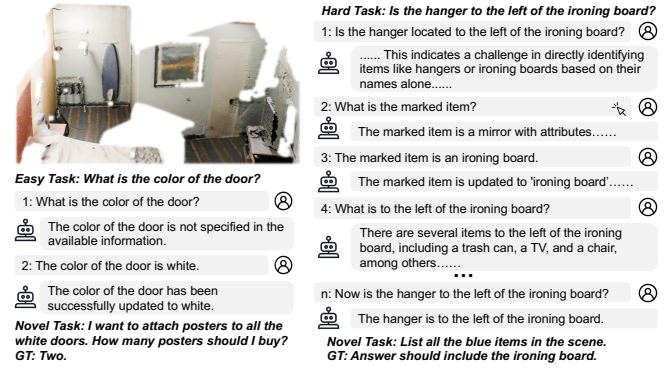 Easy Task: What is the color of the door?
1: What is the color of the door?
The color of the door is not specified in the
available information.
2: The color of the door is white.
The color of the door has been
successfully updated to white.
Novel Task: I want to attach posters to all the
white doors. How many posters should I buy?
GT: Two.
Hard Task: Is the hanger to the left of the ironing board?
1: Is the hanger located to the left of the ironing board?
...... This indicates a challenge in directly identifying
items like hangers or ironing boards based on their
names alone......
2: What is the marked item?
The marked item is a mirror with attributes......
3: The marked item is an ironing board.
The marked item is updated to 'ironing board'......
4: What is to the left of the ironing board?
There are several items to the left of the ironing
board, including a trash can, a TV, and a chair,
among others......
...
n: Now is the hanger to the left of the ironing board?
The hanger is to the left of the ironing board.
Novel Task: List all the blue items in the scene.
GT: Answer should include the ironing board.